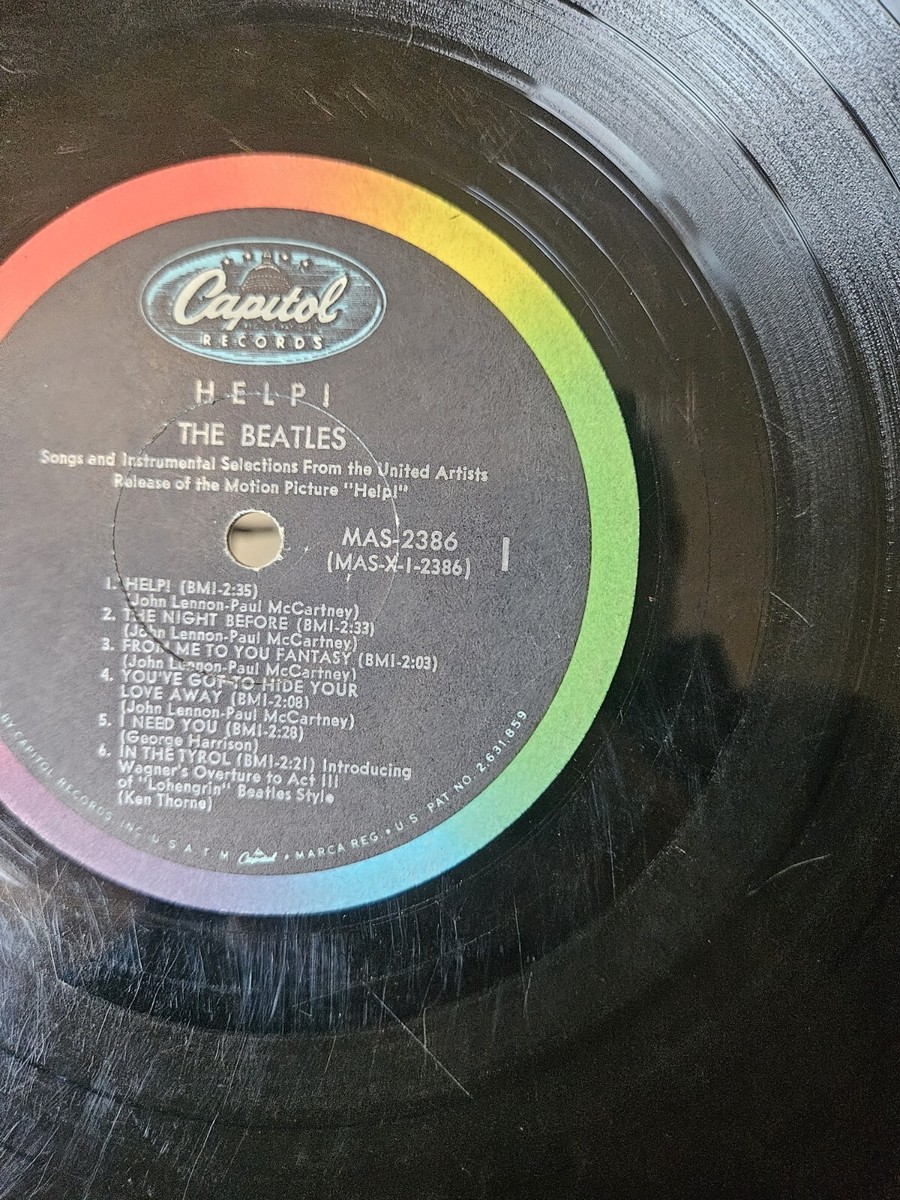 Capitol
RECORDS
HELP!
THE BEATLES
Songs and Instrumental Selections From the United Artists
Release of the Motion Picture "Help!"
MAS-2386
(MAS-X-1-2386)
1
1. HELP! (BMI-2:35)
(John Lennon-Paul McCartney)
2. THE NIGHT BEFORE (BMI-2:33)
(John Lennon-Paul McCartney)
3. FROM ME TO YOU FANTASY (BMI-2:03)
(John Lennon-Paul McCartney)
4. YOU'VE GOT TO HIDE YOUR
LOVE AWAY (BMI-2:08)
(John Lennon-Paul McCartney)
5. I NEED YOU (BMI-2:28)
(George Harrison)
6. IN THE TYROL (BMI-2:21) Introducing
Wagner's Overture to Act III
of "Lohengrin" Beatles Style
(Ken Thorne)
BY CAPITOL RECORDS, INC. U.S.A. T.M. Capitol • MARCA REG. • U.S. PAT. NO. 2,631,859